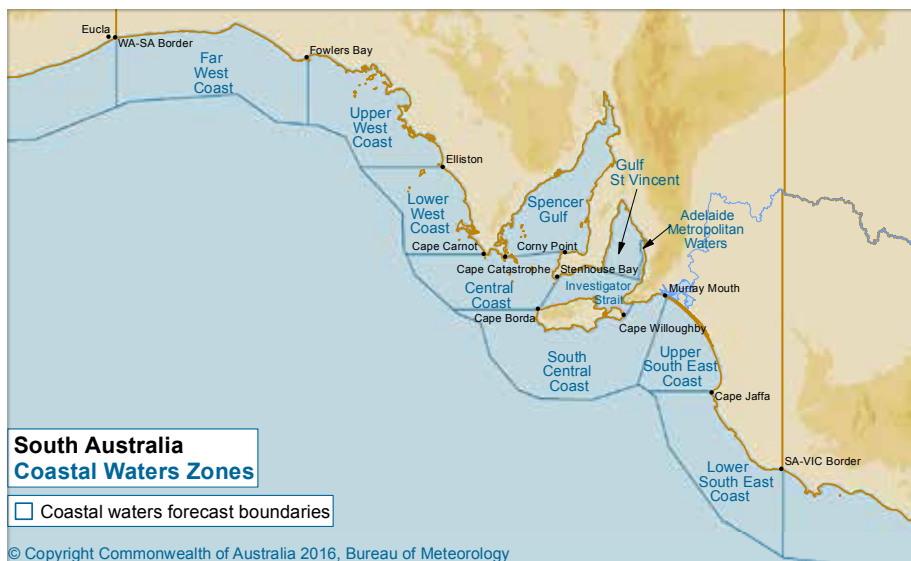 Eucla
WA-SA Border
Fowlers Bay
Far
West
Coast
Upper
West
Coast
Elliston
Gulf
St Vincent
Lower
West
Coast
Spencer
Gulf
Adelaide
Metropolitan
Waters
Cape Carnot
Corny Point
Cape Catastrophe
Stenhouse Bay
Central
Coast
Investigator
Strait
Murray Mouth
Cape Borda
Cape Willoughby
South
Central
Coast
Upper
South East
Coast
Cape Jaffa
South Australia
Coastal Waters Zones
SA-VIC Border
Lower
South East
Coast
Coastal waters forecast boundaries
© Copyright Commonwealth of Australia 2016, Bureau of Meteorology